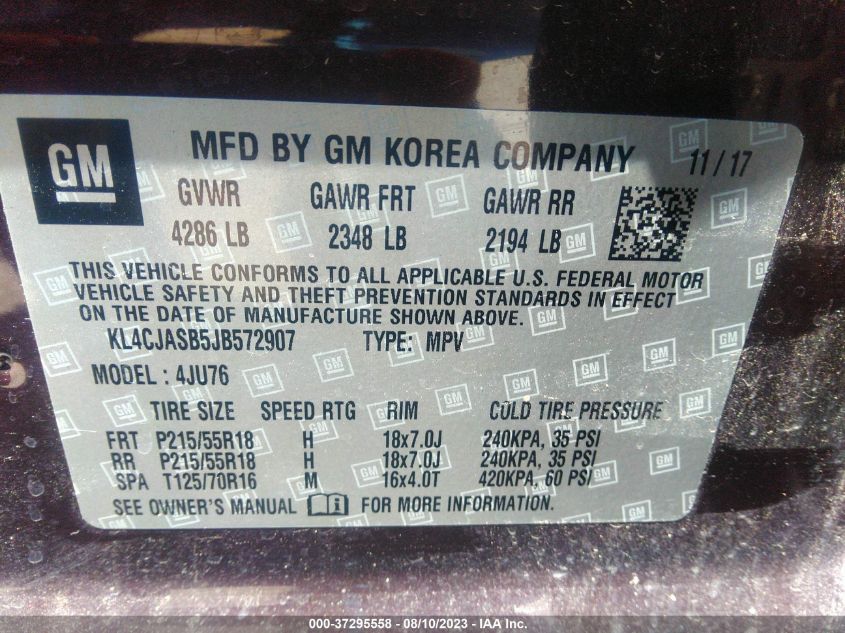 GM MFD BY GM KOREA COMPANY 11/17
GVWR GAWR FRT GAWR RR
4286 LB 2348 LB 2194 LB
THIS VEHICLE CONFORMS TO ALL APPLICABLE U.S. FEDERAL MOTOR
VEHICLE SAFETY AND THEFT PREVENTION STANDARDS IN EFFECT
ON THE DATE OF MANUFACTURE SHOWN ABOVE.
KL4CJASB5JB572907 TYPE: MPV
MODEL: 4JU76
TIRE SIZE SPEED RTG RIM COLD TIRE PRESSURE
FRT P215/55R18 H 18x7.0J 240KPA, 35 PSI
RR P215/55R18 H 18x7.0J 240KPA, 35 PSI
SPA T125/70R16 M 16x4.0T 420KPA, 60 PSI
SEE OWNER'S MANUAL FOR MORE INFORMATION.
000-37295558 - 08/10/2023 - IAA Inc.